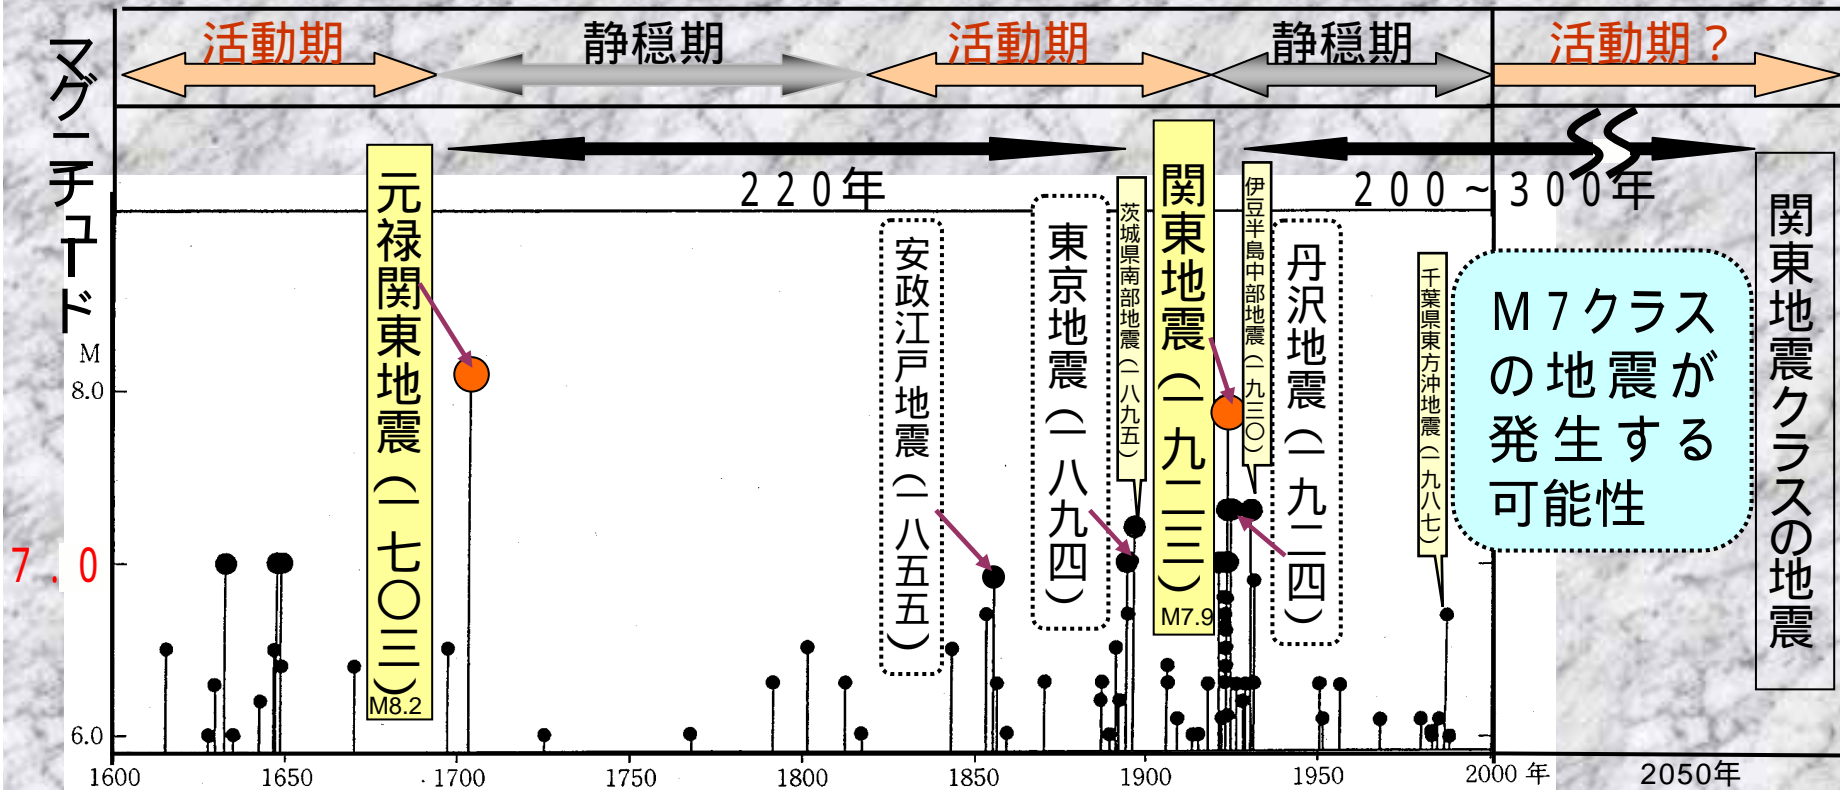 マグニチュード
活動期
静穏期
活動期
静穏期
活動期？
220年
200~300年
元禄関東地震(一七〇三)
M8.2
安政江戸地震(一八五五)
東京地震(一八九四)
茨城県南部地震(一八九五)
関東地震(一九二三)
M7.9
伊豆半島中部地震(一九三〇)
丹沢地震(一九二四)
千葉県東方沖地震(一九八七)
M7クラス
の地震が
発生する
可能性
関東地震クラスの地震
M
8.0
7.0
6.0
1600 1650 1700 1750 1800 1850 1900 1950 2000 年 2050年